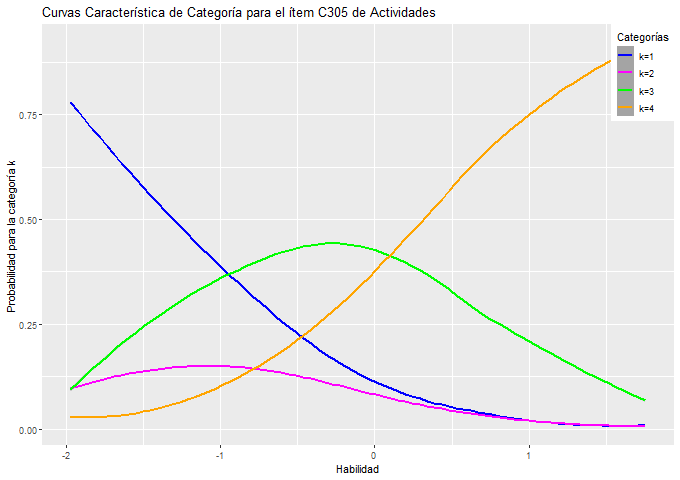 Curvas Característica de Categoría para el ítem C305 de Actividades
Categorías
k=1
k=2
k=3
k=4
Probabilidad para la categoría k
0.75
0.50
0.25
0.00
-2
-1
0
1
Habilidad